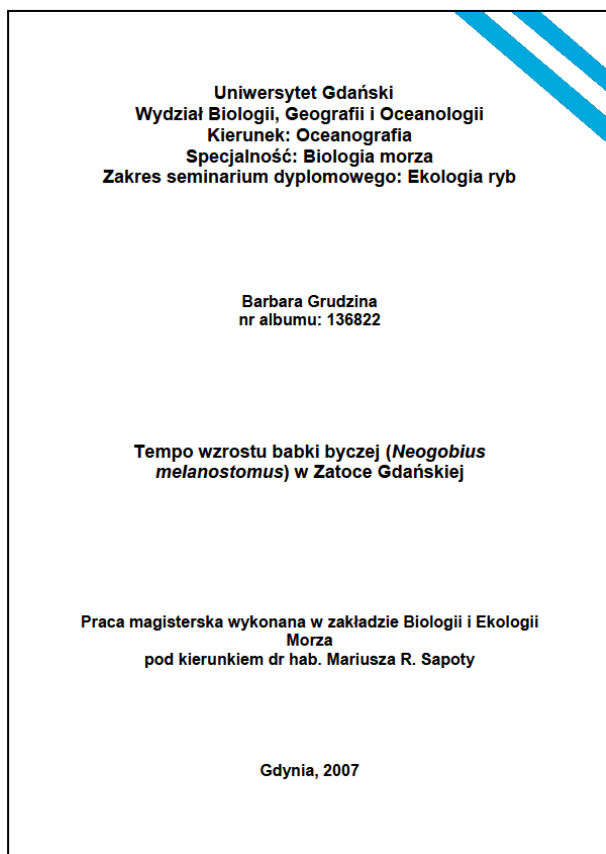 Uniwersytet Gdański
Wydział Biologii, Geografii i Oceanologii
Kierunek: Oceanografia
Specjalność: Biologia morza
Zakres seminarium dyplomowego: Ekologia ryb
Barbara Grudzina
nr albumu: 136822
Tempo wzrostu babki byczej (Neogobius
melanostomus) w Zatoce Gdańskiej
Praca magisterska wykonana w zakładzie Biologii i Ekologii
Morza
pod kierunkiem dr hab. Mariusza R. Sapoty
Gdynia, 2007